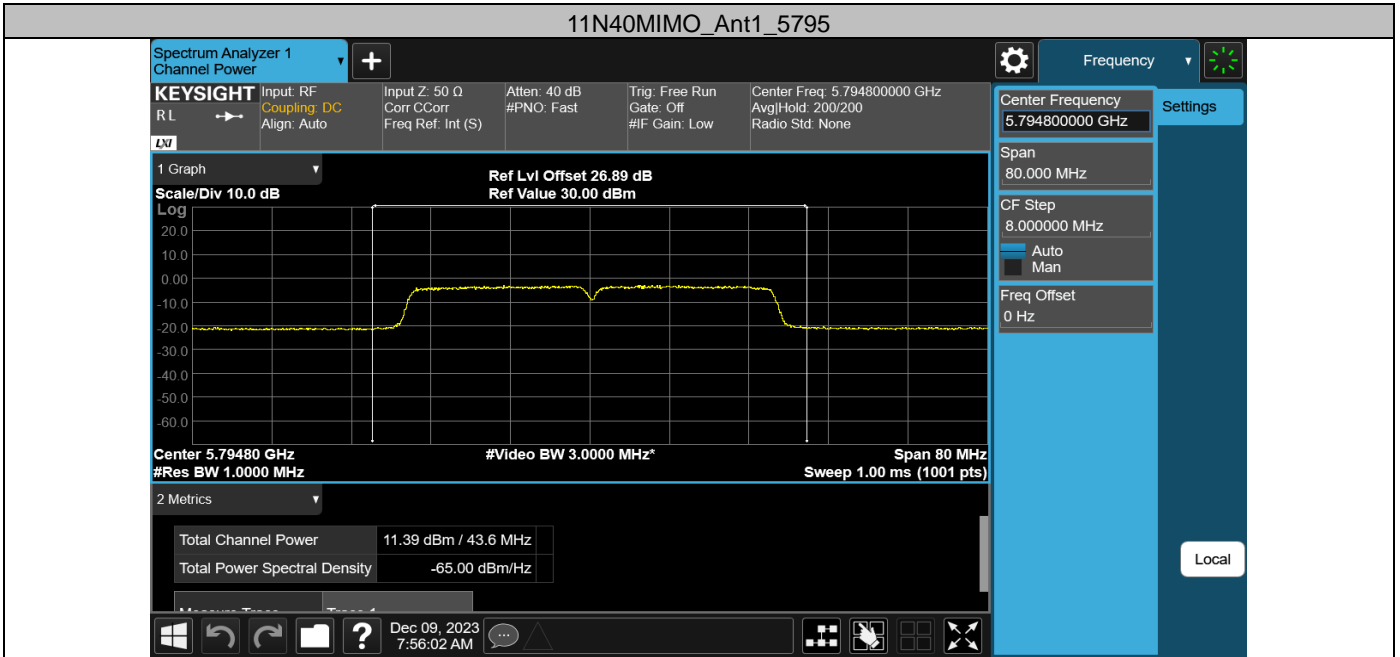 11N40MIMO_Ant1_5795
Spectrum Analyzer 1
Channel Power
Frequency
KEYSIGHT
RL
LXI
Input: RF
Coupling: DC
Align: Auto
Input Z: 50 Ω
Corr CCorr
Freq Ref: Int (S)
Atten: 40 dB
#PNO: Fast
Trig: Free Run
Gate: Off
#IF Gain: Low
Center Freq: 5.794800000 GHz
Avg|Hold: 200/200
Radio Std: None
Center Frequency
5.794800000 GHz
Settings
Span
80.000 MHz
CF Step
8.000000 MHz
Auto
Man
Freq Offset
0 Hz
1 Graph
Scale/Div 10.0 dB
Ref Lvl Offset 26.89 dB
Ref Value 30.00 dBm
Log
20.0
10.0
0.00
-10.0
-20.0
-30.0
-40.0
-50.0
-60.0
Center 5.79480 GHz
#Video BW 3.0000 MHz*
Span 80 MHz
#Res BW 1.0000 MHz
Sweep 1.00 ms (1001 pts)
2 Metrics
Total Channel Power 11.39 dBm / 43.6 MHz
Total Power Spectral Density -65.00 dBm/Hz
Measure Trace Trace 1
Local
?
Dec 09, 2023
7:56:02 AM